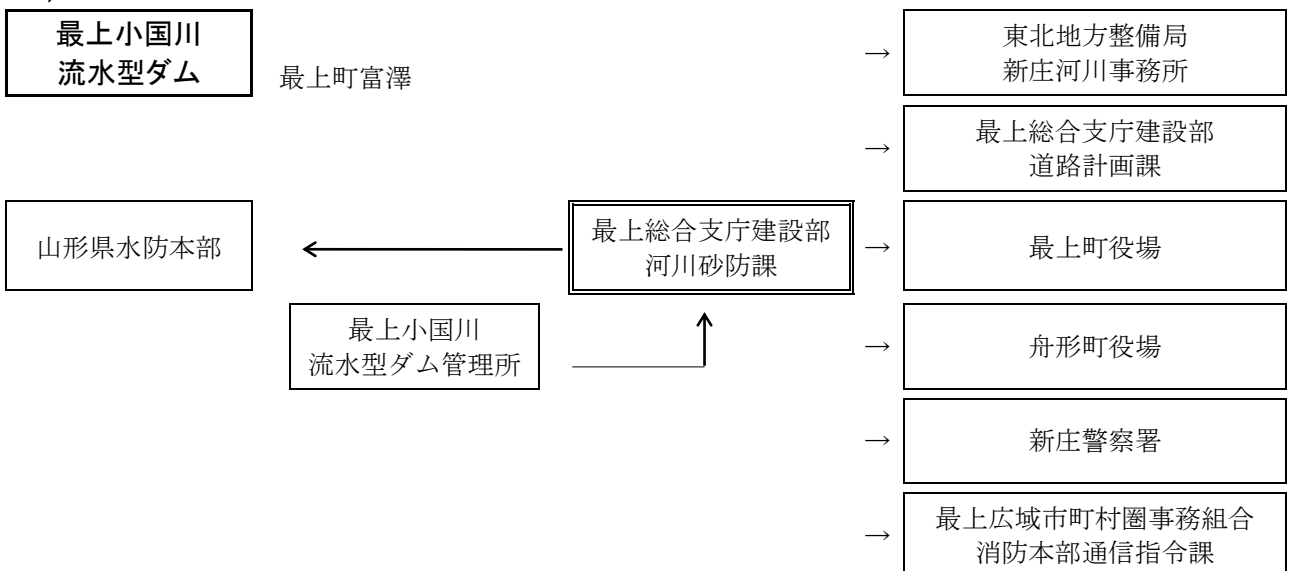 最上小国川
流水型ダム
最上町富澤
→
東北地方整備局
新庄河川事務所
→
最上総合支庁建設部
道路計画課
山形県水防本部
最上総合支庁建設部
河川砂防課
→
最上町役場
最上小国川
流水型ダム管理所
→
舟形町役場
→
新庄警察署
→
最上広域市町村圏事務組合
消防本部通信指令課